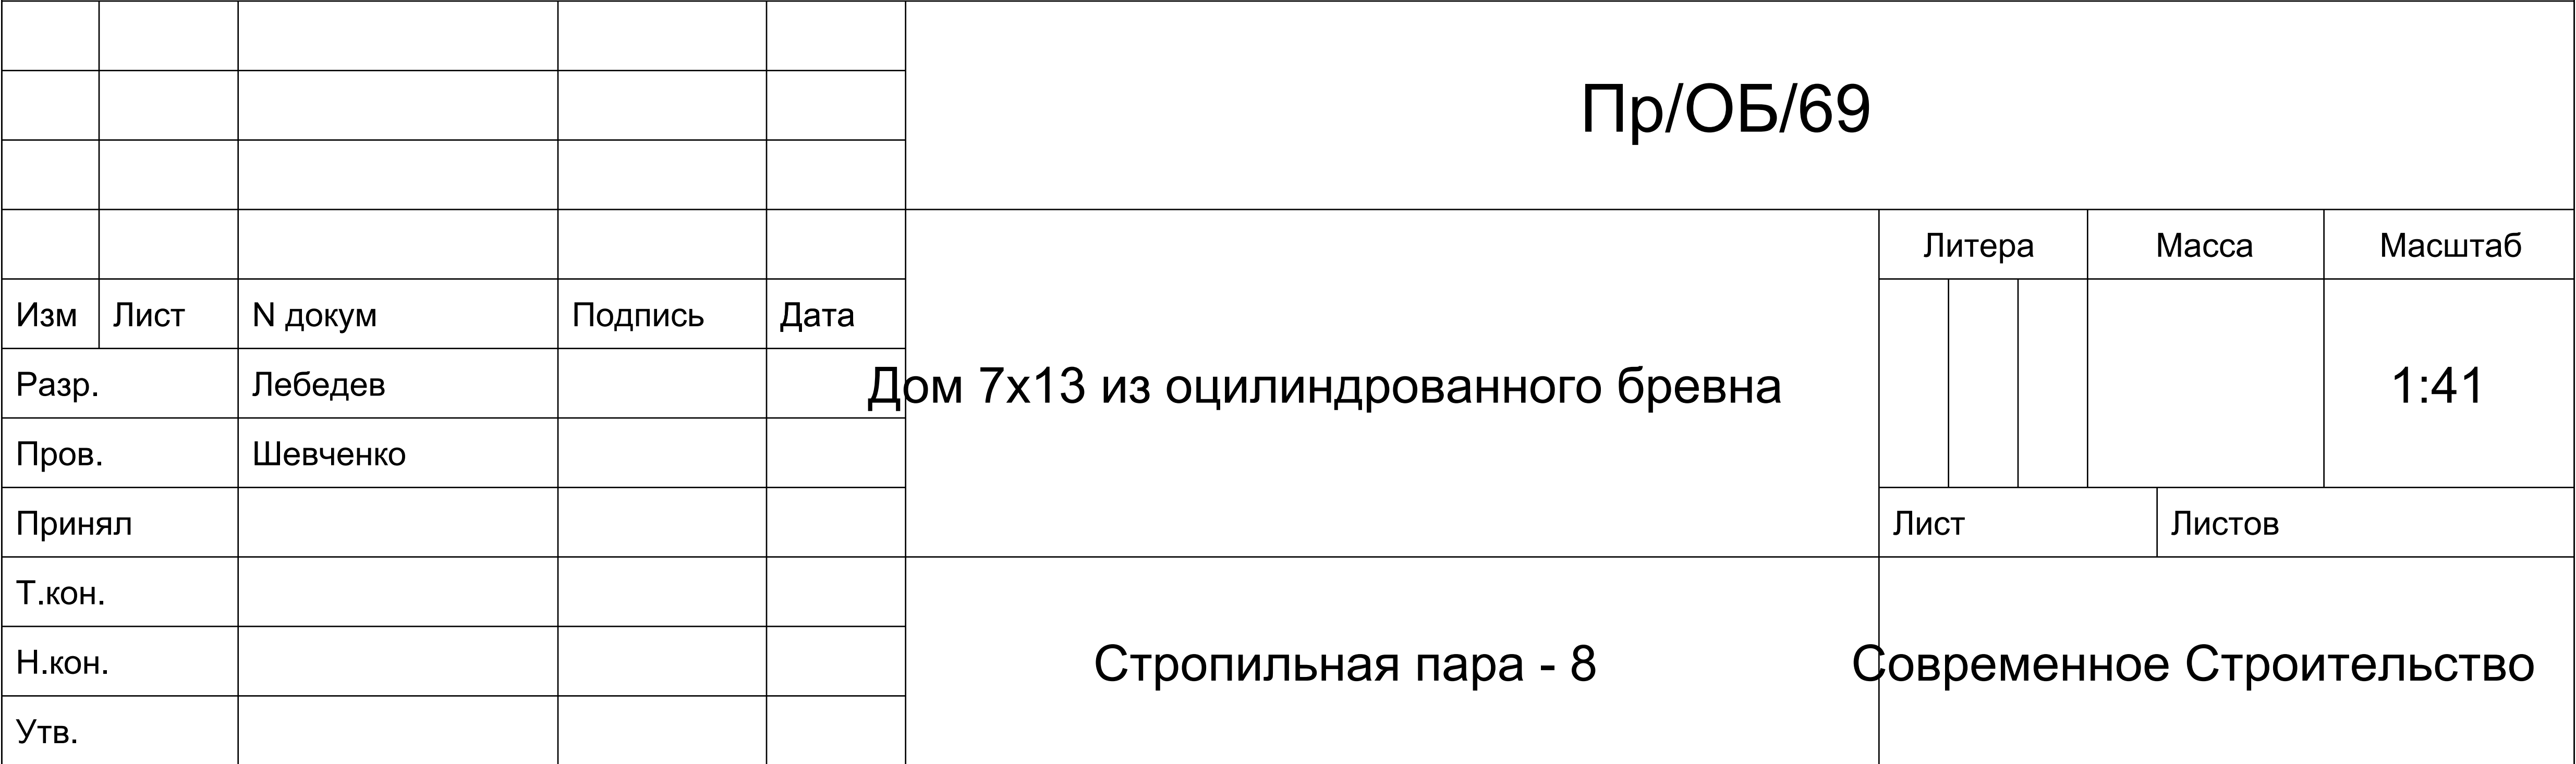 Пр/ОБ/69
Литера Масса Масштаб
Изм Лист N докум Подпись Дата
Разр. Лебедев
Дом 7х13 из оцилиндрованного бревна
1:41
Пров. Шевченко
Принял
Лист Листов
Т.кон.
Н.кон.
Стропильная пара - 8
Современное Строительство
Утв.